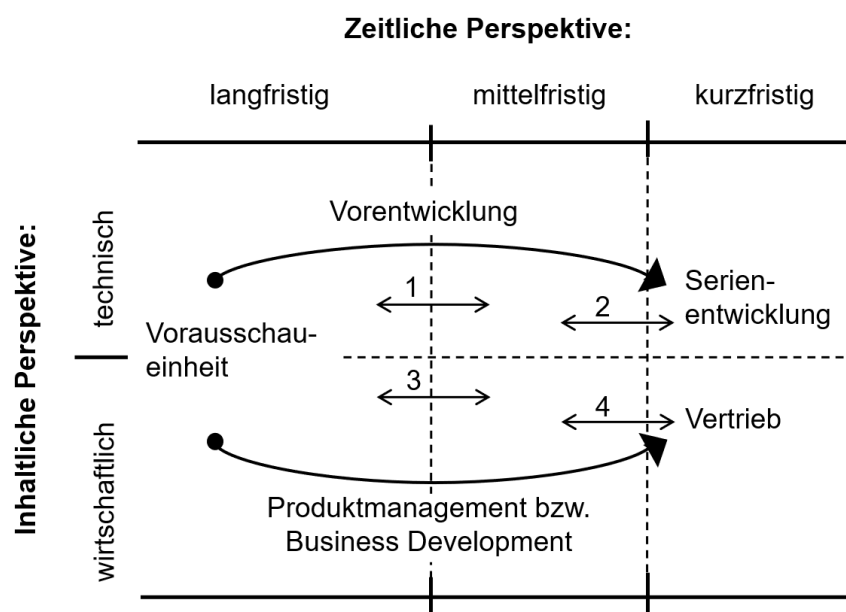 Zeitliche Perspektive:
langfristig
mittelfristig
kurzfristig
Inhaltliche Perspektive:
technisch
wirtschaftlich
Vorentwicklung
1
2
Serien-
entwicklung
Vorausschau-
einheit
3
4
Vertrieb
Produktmanagement bzw.
Business Development